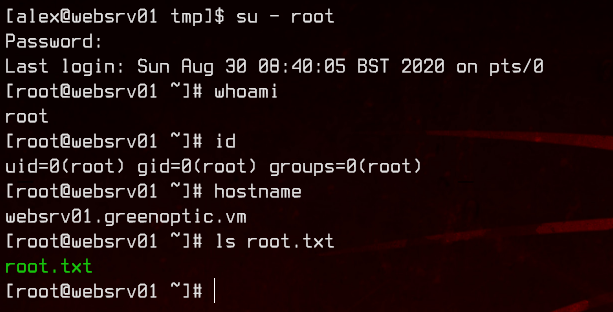 [alex@websrv01 tmp]$ su - root
Password:
Last login: Sun Aug 30 08:40:05 BST 2020 on pts/0
[root@websrv01 ~]# whoami
root
[root@websrv01 ~]# id
uid=0(root) gid=0(root) groups=0(root)
[root@websrv01 ~]# hostname
websrv01.greenoptic.vm
[root@websrv01 ~]# ls root.txt
root.txt
[root@websrv01 ~]#